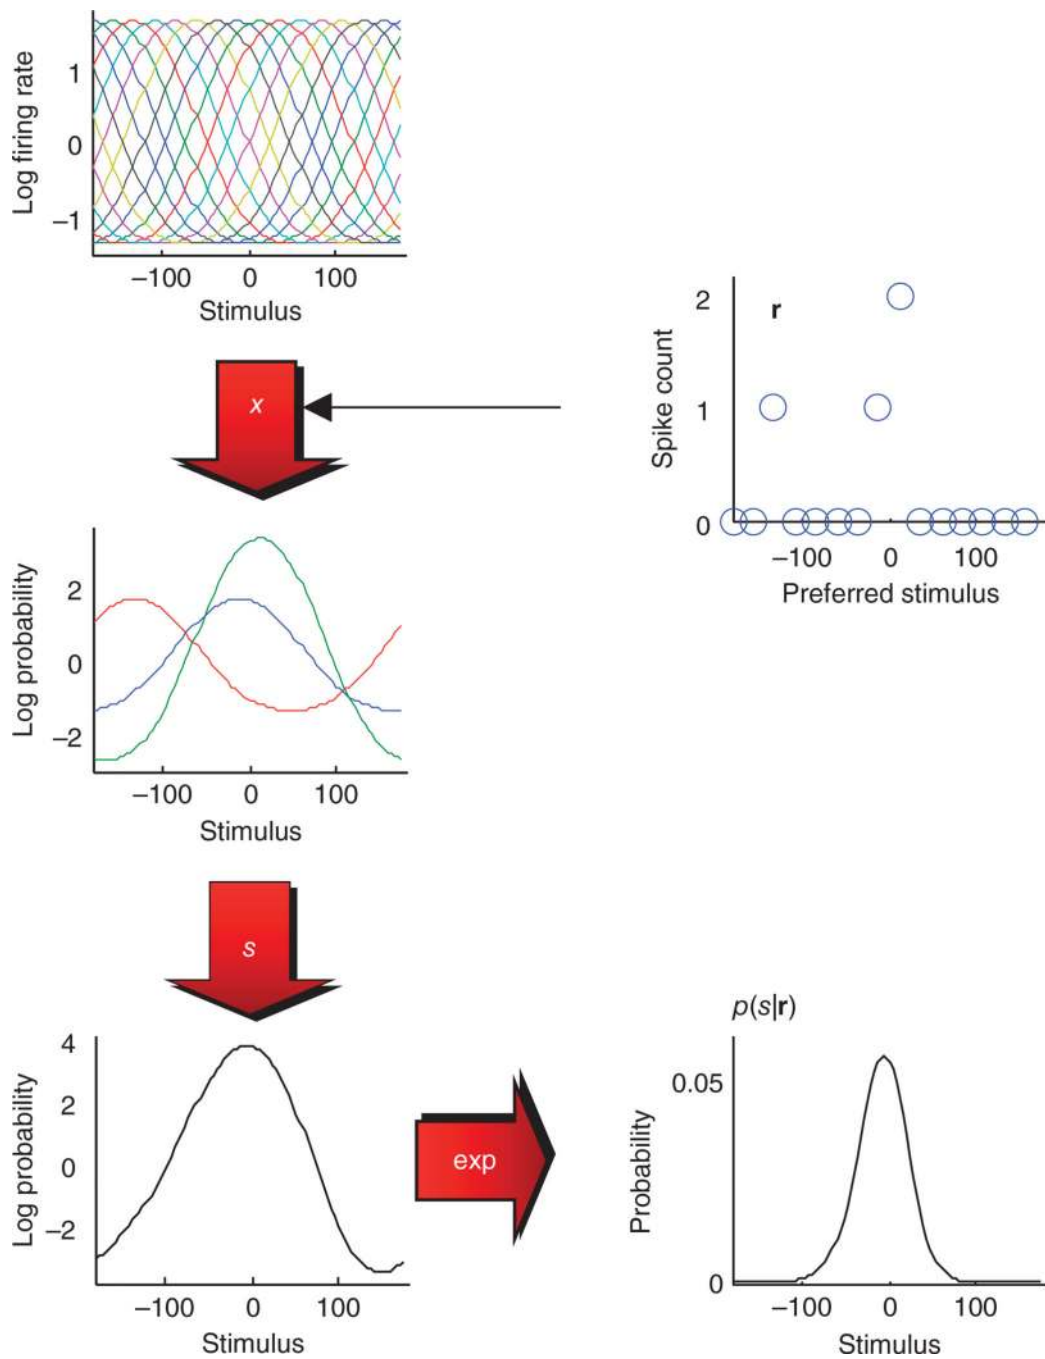 Log firing rate
1
0
−1
−100 0 100
Stimulus
x
r
Spike count
2
1
0
−100 0 100
Preferred stimulus
Log probability
2
0
−2
−100 0 100
Stimulus
s
Log probability
4
2
0
−2
−100 0 100
Stimulus
exp
p(s|r)
Probability
0.05
0
−100 0 100
Stimulus